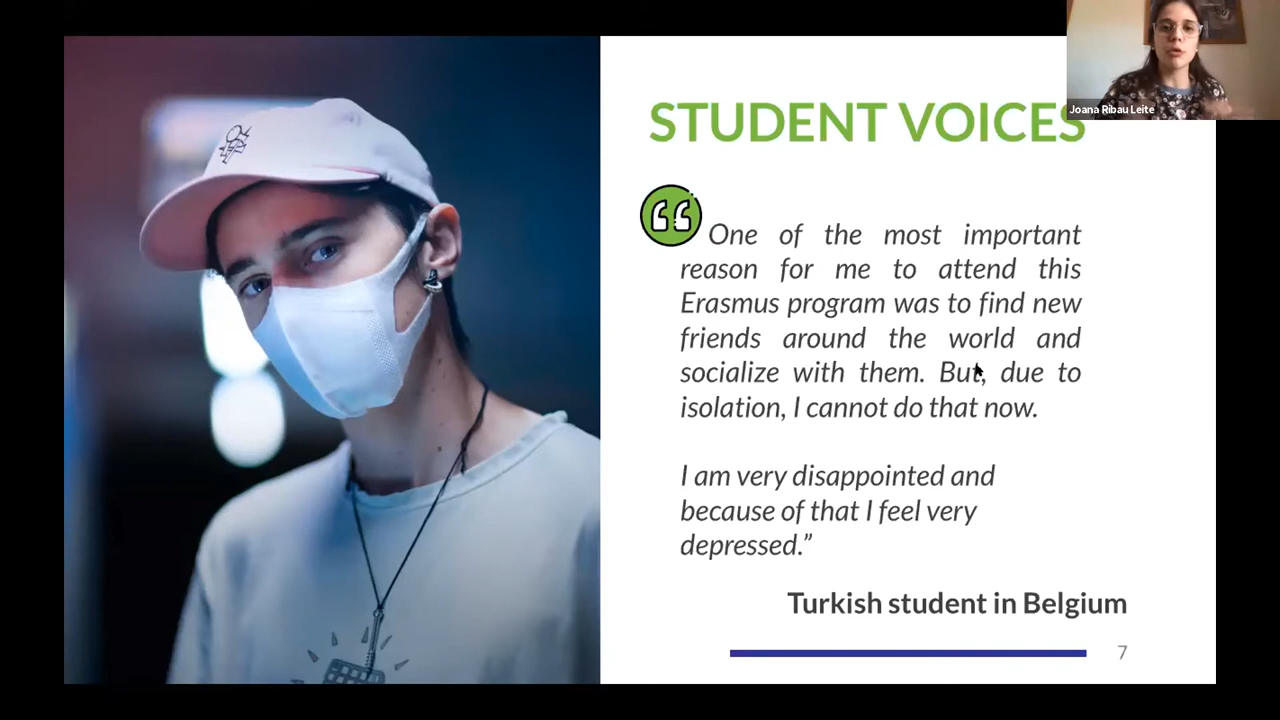 Joana Ribau Leite
STUDENT VOICES
“ One of the most important
reason for me to attend this
Erasmus program was to find new
friends around the world and
socialize with them. But, due to
isolation, I cannot do that now.
I am very disappointed and
because of that I feel very
depressed.”
Turkish student in Belgium
7